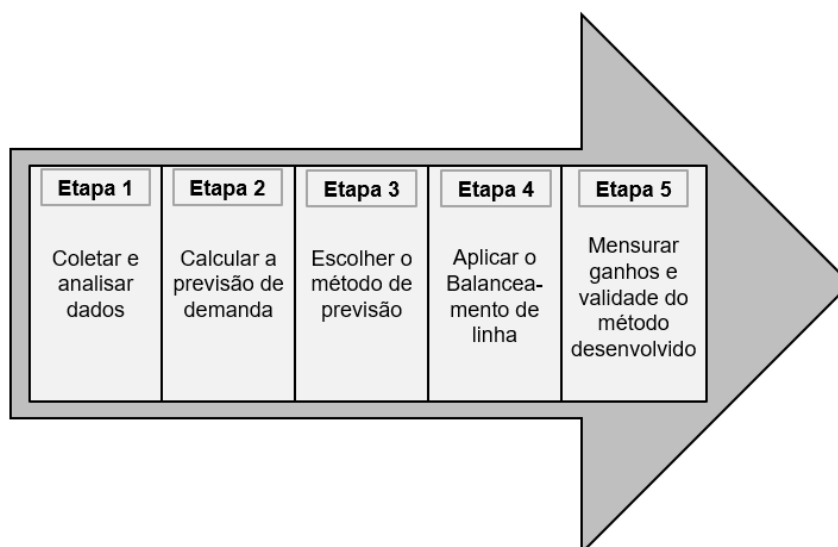 Etapa 1
Coletar e
analisar
dados
Etapa 2
Calcular a
previsão de
demanda
Etapa 3
Escolher o
método de
previsão
Etapa 4
Aplicar o
Balancea-
mento de
linha
Etapa 5
Mensurar
ganhos e
validade do
método
desenvolvido